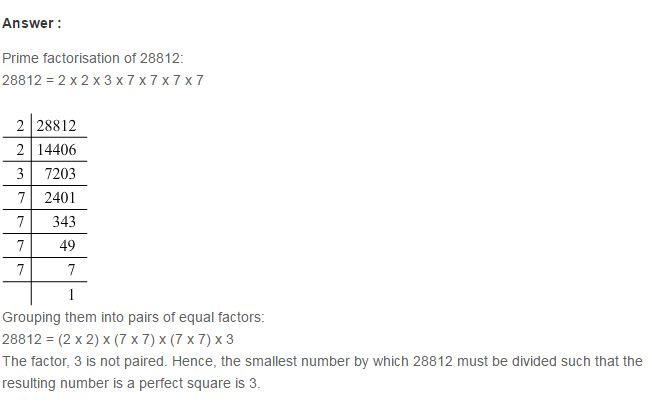 Answer :
Prime factorisation of 28812:
28812 = 2 x 2 x 3 x 7 x 7 x 7 x 7
2 28812
2 14406
3 7203
7 2401
7 343
7 49
7 7
1
Grouping them into pairs of equal factors:
28812 = (2 x 2) x (7 x 7) x (7 x 7) x 3
The factor, 3 is not paired. Hence, the smallest number by which 28812 must be divided such that the
resulting number is a perfect square is 3.